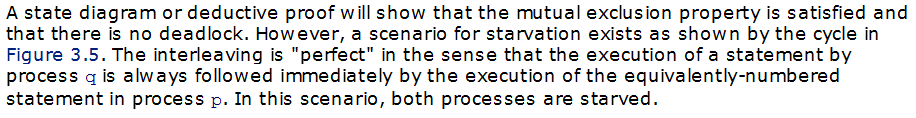 A state diagram or deductive proof will show that the mutual exclusion property is satisfied and
that there is no deadlock. However, a scenario for starvation exists as shown by the cycle in
Figure 3.5. The interleaving is "perfect" in the sense that the execution of a statement by
process q is always followed immediately by the execution of the equivalently-numbered
statement in process p. In this scenario, both processes are starved.